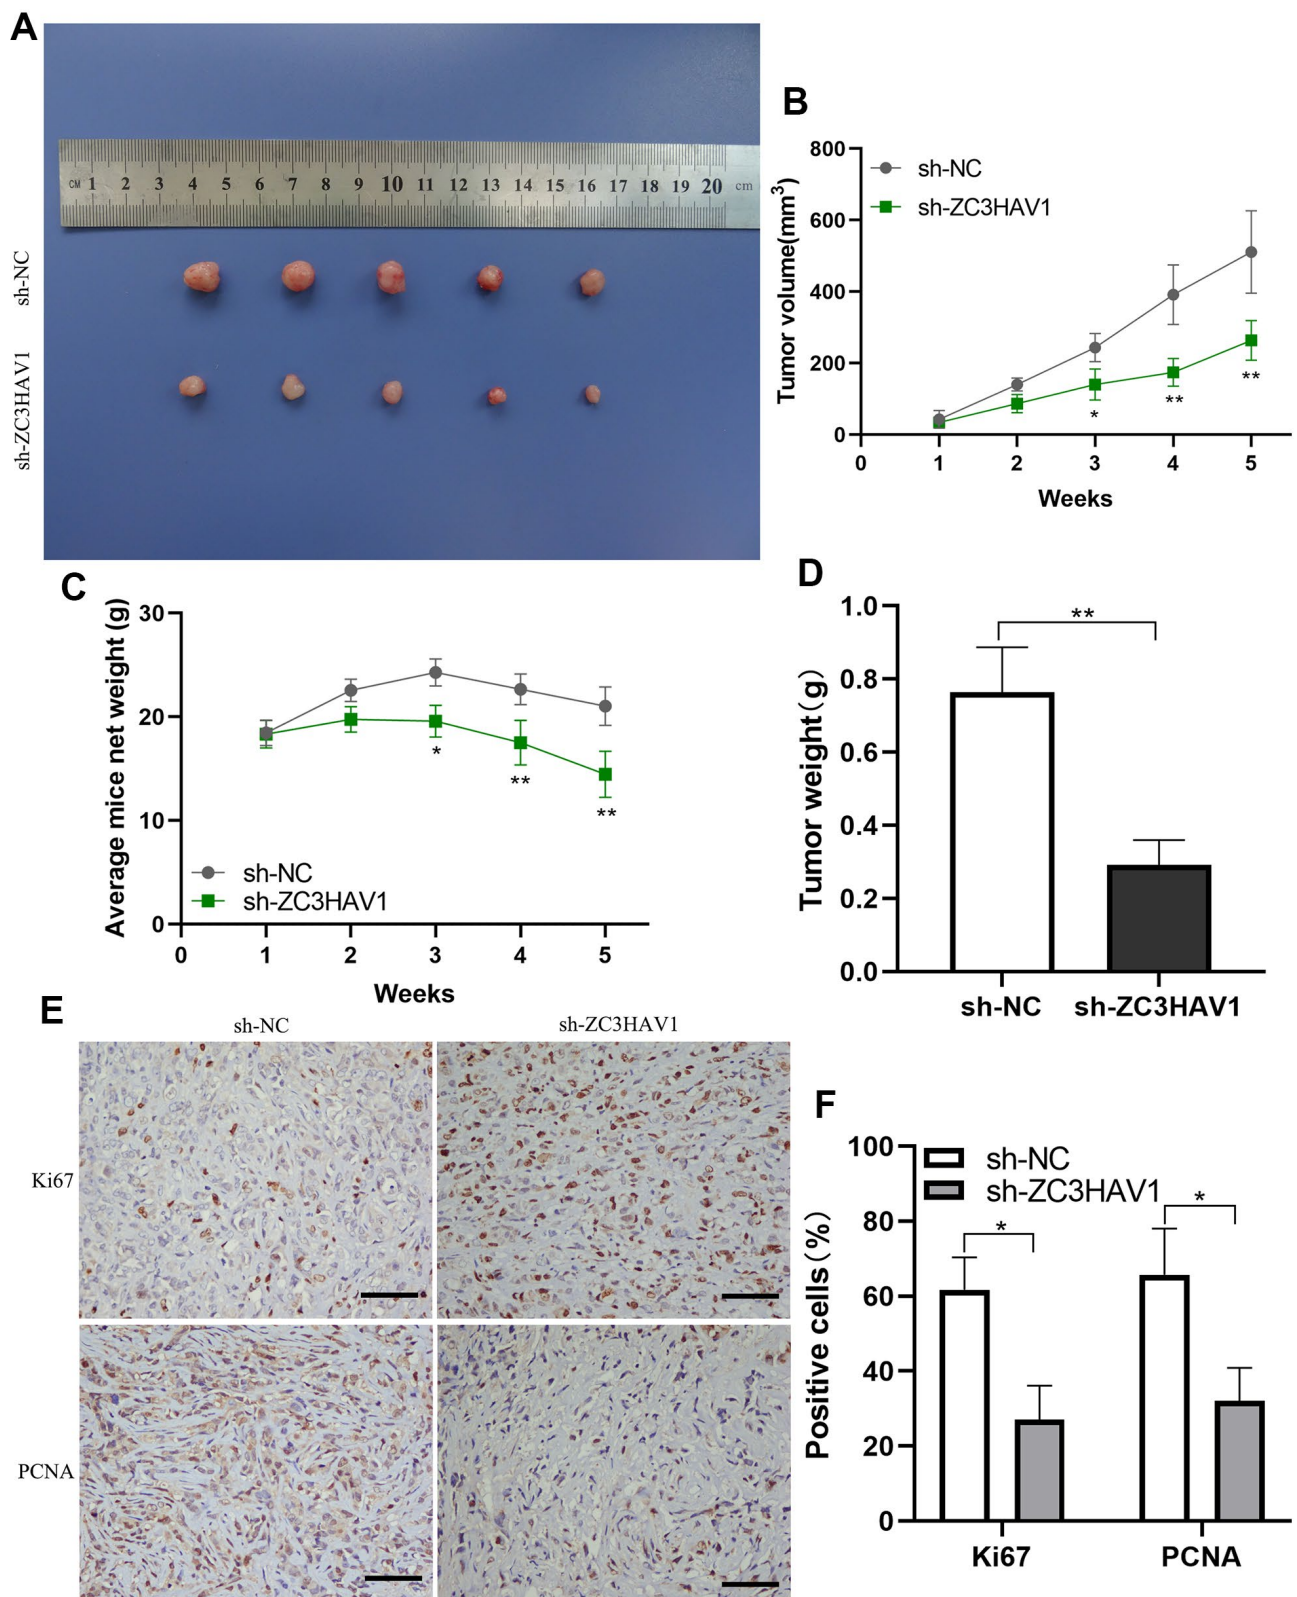 A
CM 1 2 3 4 5 6 7 8 9 10 11 12 13 14 15 16 17 18 19 20 cm
sh-NC
sh-ZC3HAV1
B
800
600
400
200
0
0 1 2 3 4 5
Tumor volume(mm³)
Weeks
sh-NC
sh-ZC3HAV1
*
**
**
C
30
20
10
0
0 1 2 3 4 5
Average mice net weight (g)
Weeks
sh-NC
sh-ZC3HAV1
*
**
**
D
1.0
0.8
0.6
0.4
0.2
0.0
Tumor weight(g)
**
sh-NC sh-ZC3HAV1
E
sh-NC sh-ZC3HAV1
Ki67
PCNA
F
100
80
60
40
20
0
Positive cells(%)
sh-NC
sh-ZC3HAV1
*
*
Ki67 PCNA